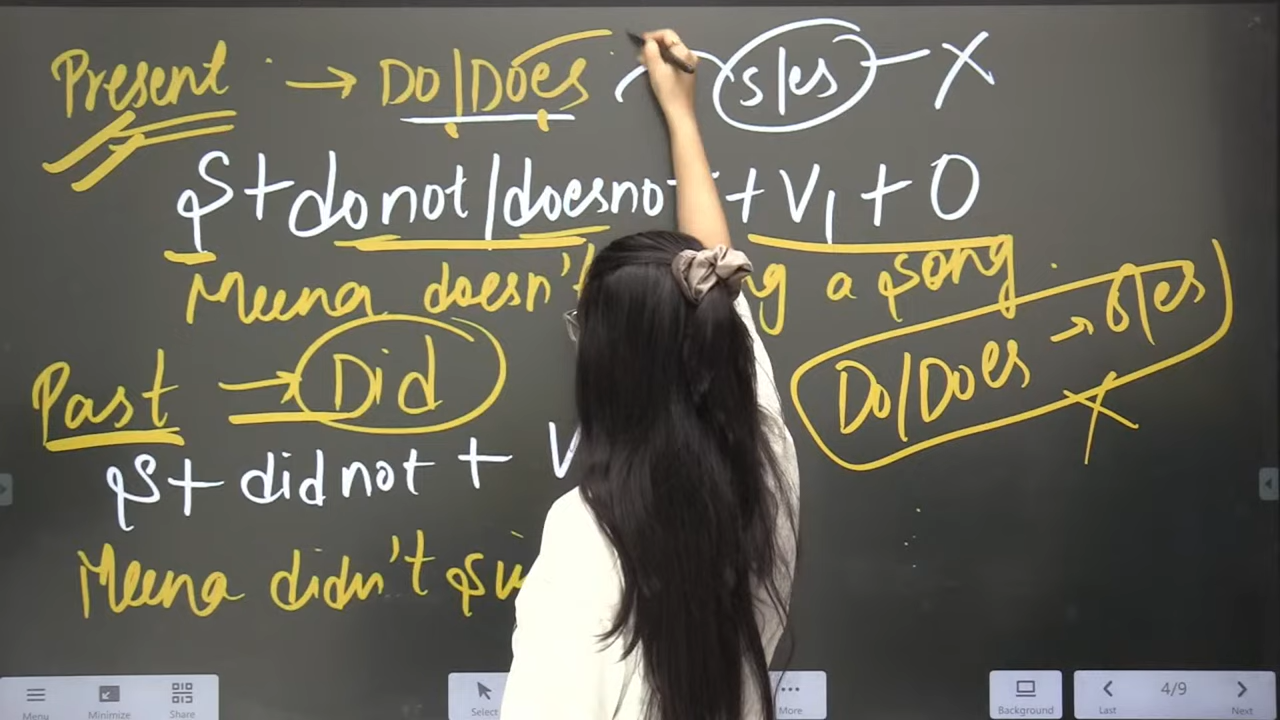 Present → Do/Does s/es - X
S + do not / does no + V1 + O
Meena doesn't a song.
Past → Did
Do/Does → s/es X
S + did not +
Meena didn't
Menu Minimize Share Select More Background Last 4/9 Next